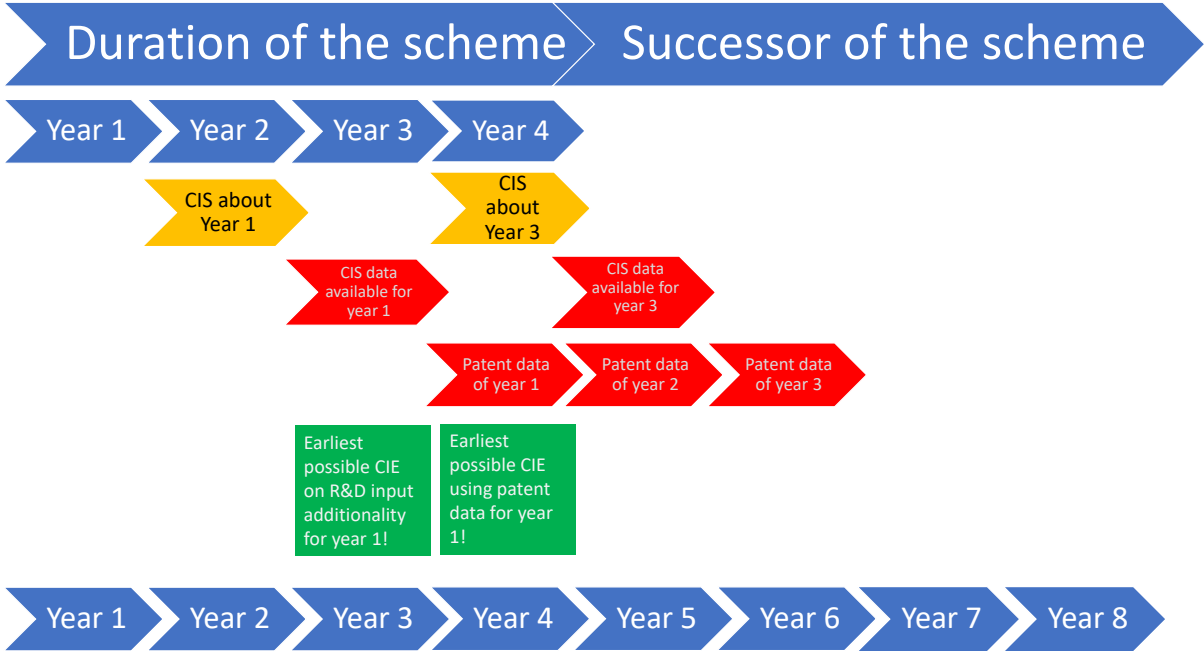 Duration of the scheme
Successor of the scheme
Year 1
Year 2
Year 3
Year 4
CIS about
Year 1
CIS
about
Year 3
CIS data
available for
year 1
CIS data
available for
year 3
Patent data
of year 1
Patent data
of year 2
Patent data
of year 3
Earliest
possible CIE
on R&D input
additionality
for year 1!
Earliest
possible CIE
using patent
data for year
1!
Year 1
Year 2
Year 3
Year 4
Year 5
Year 6
Year 7
Year 8